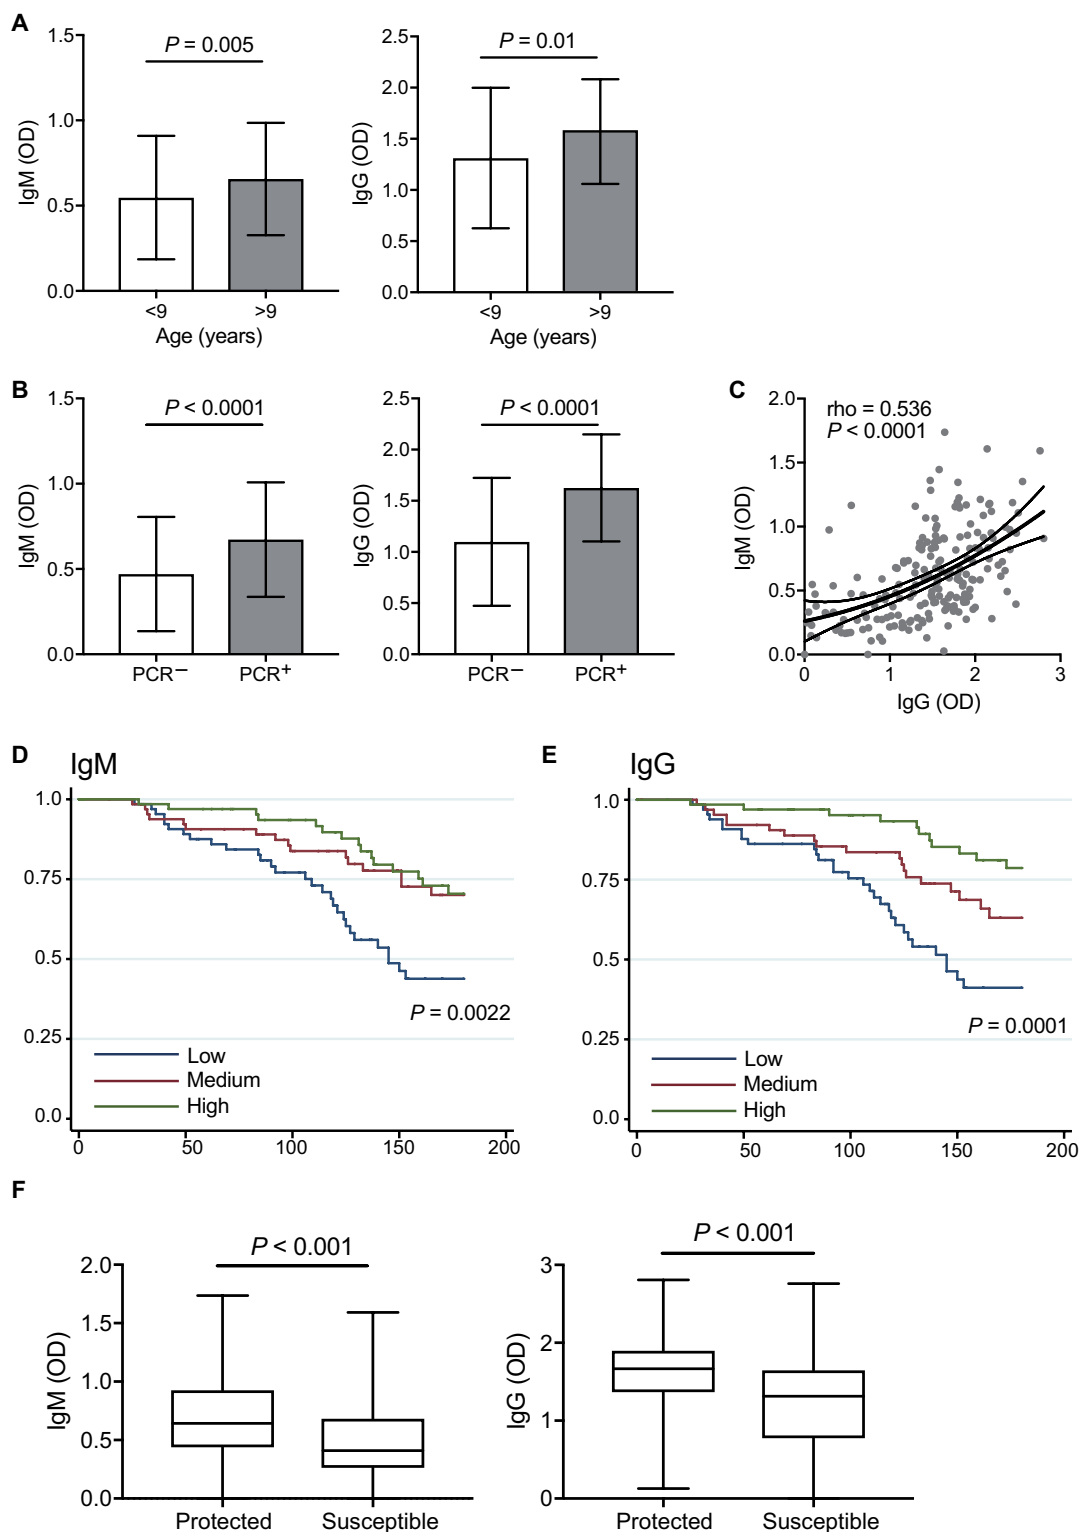 A
1.5
1.0
0.5
0.0
IgM (OD)
P = 0.005
<9
>9
Age (years)
2.5
2.0
1.5
1.0
0.5
0.0
IgG (OD)
P = 0.01
<9
>9
Age (years)
B
1.5
1.0
0.5
0.0
IgM (OD)
P < 0.0001
PCR−
PCR+
2.5
2.0
1.5
1.0
0.5
0.0
IgG (OD)
P < 0.0001
PCR−
PCR+
C
2.0
1.5
1.0
0.5
0.0
IgM (OD)
rho = 0.536
P < 0.0001
0 1 2 3
IgG (OD)
D
IgM
1.0
0.75
0.5
0.25
0.0
P = 0.0022
Low
Medium
High
0 50 100 150 200
E
IgG
1.0
0.75
0.5
0.25
0.0
P = 0.0001
Low
Medium
High
0 50 100 150 200
F
2.0
1.5
1.0
0.5
0.0
IgM (OD)
P < 0.001
Protected
Susceptible
3
2
1
0
IgG (OD)
P < 0.001
Protected
Susceptible